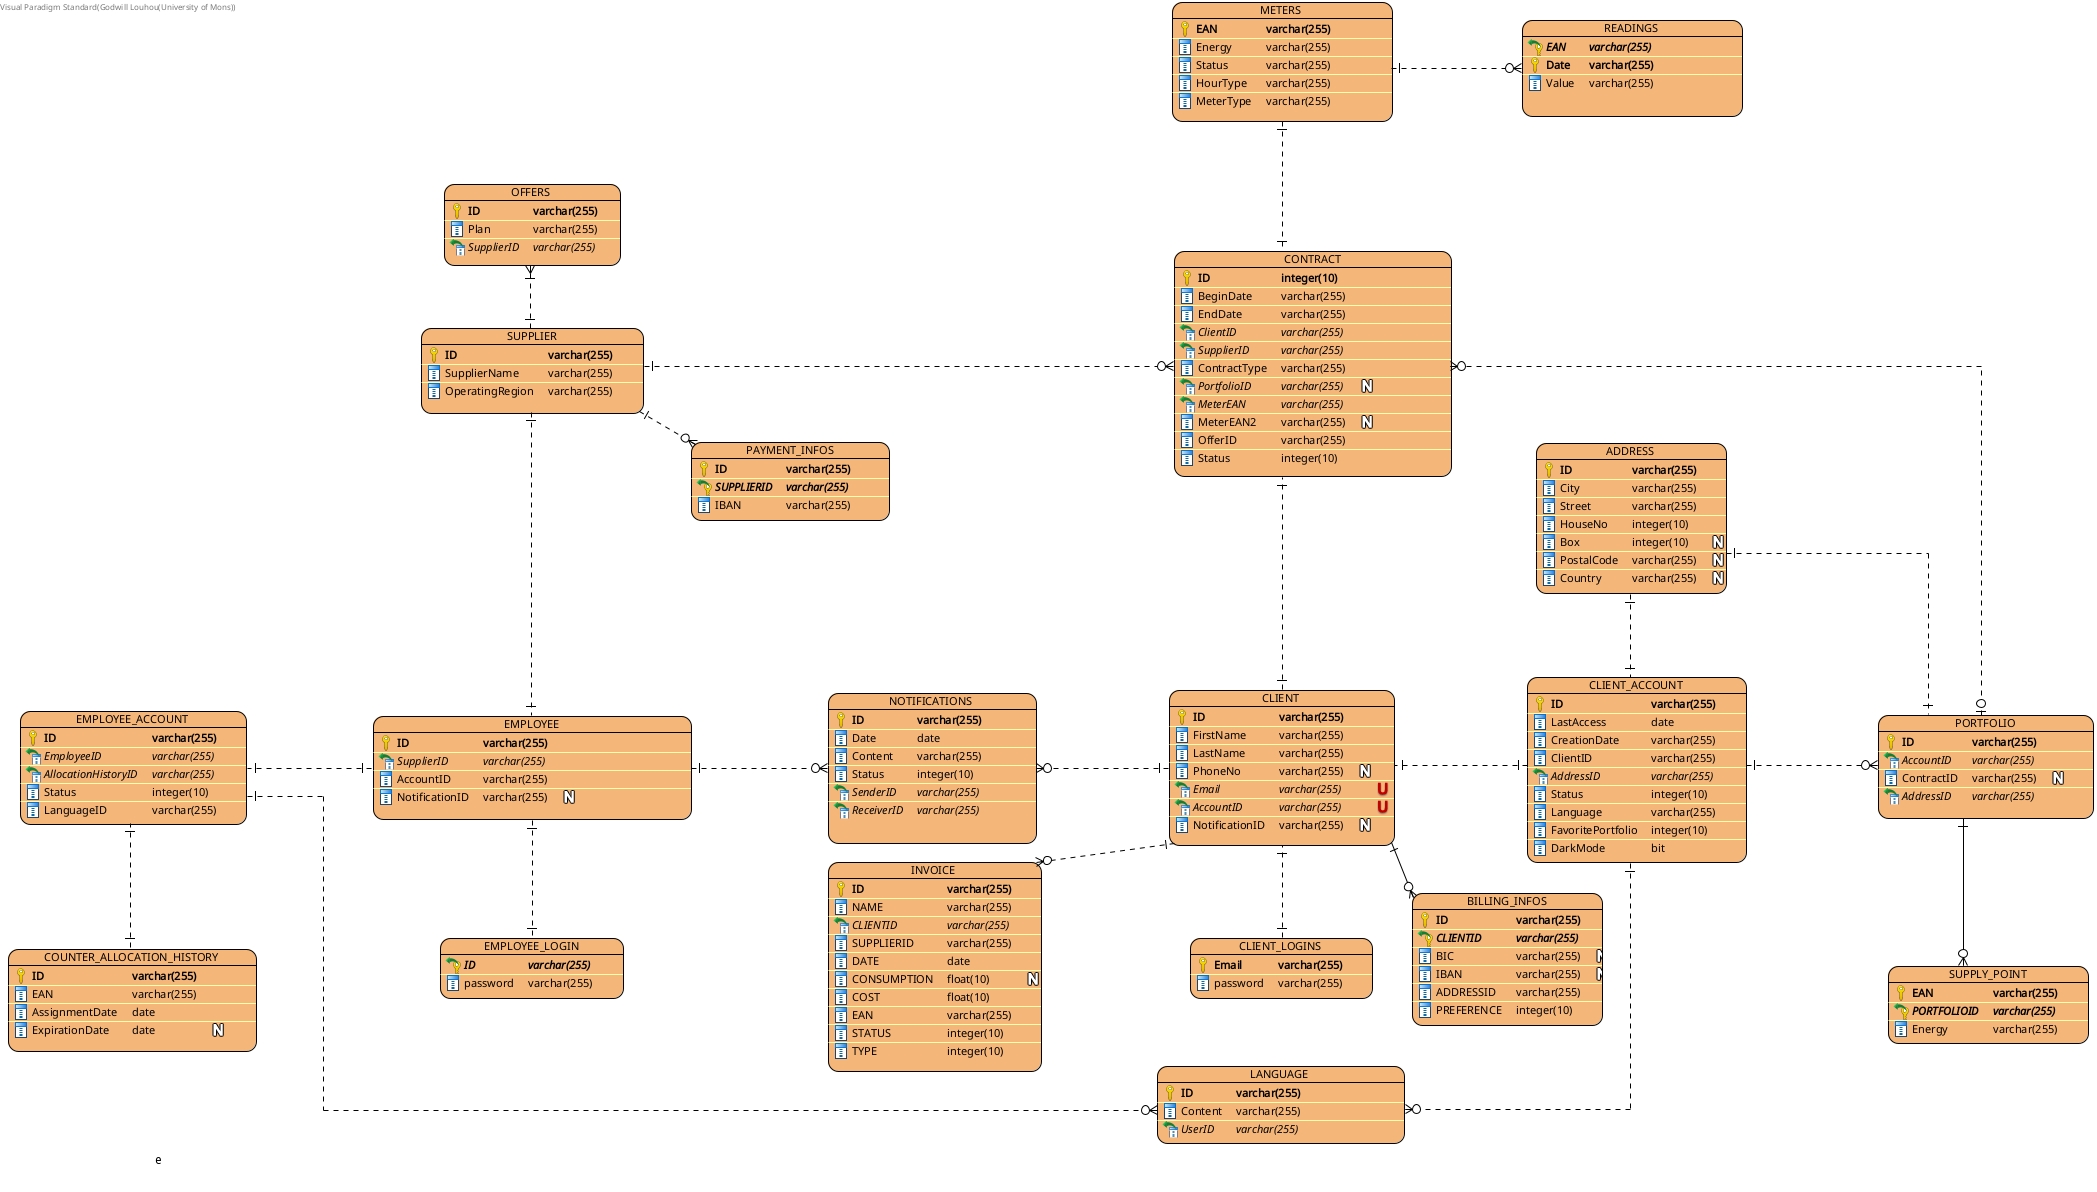 Visual Paradigm Standard(Godwill Louhou(University of Mons))
METERS
EAN varchar(255)
Energy varchar(255)
Status varchar(255)
HourType varchar(255)
MeterType varchar(255)
READINGS
EAN varchar(255)
Date varchar(255)
Value varchar(255)
OFFERS
ID varchar(255)
Plan varchar(255)
SupplierID varchar(255)
SUPPLIER
ID varchar(255)
SupplierName varchar(255)
OperatingRegion varchar(255)
CONTRACT
ID integer(10)
BeginDate varchar(255)
EndDate varchar(255)
ClientID varchar(255)
SupplierID varchar(255)
ContractType varchar(255)
PortfolioID varchar(255) N
MeterEAN varchar(255)
MeterEAN2 varchar(255) N
OfferID varchar(255)
Status integer(10)
PAYMENT_INFOS
ID varchar(255)
SUPPLIERID varchar(255)
IBAN varchar(255)
ADDRESS
ID varchar(255)
City varchar(255)
Street varchar(255)
HouseNo integer(10)
Box integer(10) N
PostalCode varchar(255) N
Country varchar(255) N
EMPLOYEE_ACCOUNT
ID varchar(255)
EmployeeID varchar(255)
AllocationHistoryID varchar(255)
Status integer(10)
LanguageID varchar(255)
EMPLOYEE
ID varchar(255)
SupplierID varchar(255)
AccountID varchar(255)
NotificationID varchar(255) N
NOTIFICATIONS
ID varchar(255)
Date date
Content varchar(255)
Status integer(10)
SenderID varchar(255)
ReceiverID varchar(255)
CLIENT
ID varchar(255)
FirstName varchar(255)
LastName varchar(255)
PhoneNo varchar(255) N
Email varchar(255) U
AccountID varchar(255) U
NotificationID varchar(255) N
CLIENT_ACCOUNT
ID varchar(255)
LastAccess date
CreationDate varchar(255)
ClientID varchar(255)
AddressID varchar(255)
Status integer(10)
Language varchar(255)
FavoritePortfolio integer(10)
DarkMode bit
PORTFOLIO
ID varchar(255)
AccountID varchar(255)
ContractID varchar(255) N
AddressID varchar(255)
COUNTER_ALLOCATION_HISTORY
ID varchar(255)
EAN varchar(255)
AssignmentDate date
ExpirationDate date N
EMPLOYEE_LOGIN
ID varchar(255)
password varchar(255)
INVOICE
ID varchar(255)
NAME varchar(255)
CLIENTID varchar(255)
SUPPLIERID varchar(255)
DATE date
CONSUMPTION float(10) N
COST float(10)
EAN varchar(255)
STATUS integer(10)
TYPE integer(10)
CLIENT_LOGINS
Email varchar(255)
password varchar(255)
BILLING_INFOS
ID varchar(255)
CLIENTID varchar(255)
BIC varchar(255) N
IBAN varchar(255) N
ADDRESSID varchar(255)
PREFERENCE integer(10)
SUPPLY_POINT
EAN varchar(255)
PORTFOLIOID varchar(255)
Energy varchar(255)
LANGUAGE
ID varchar(255)
Content varchar(255)
UserID varchar(255)
e